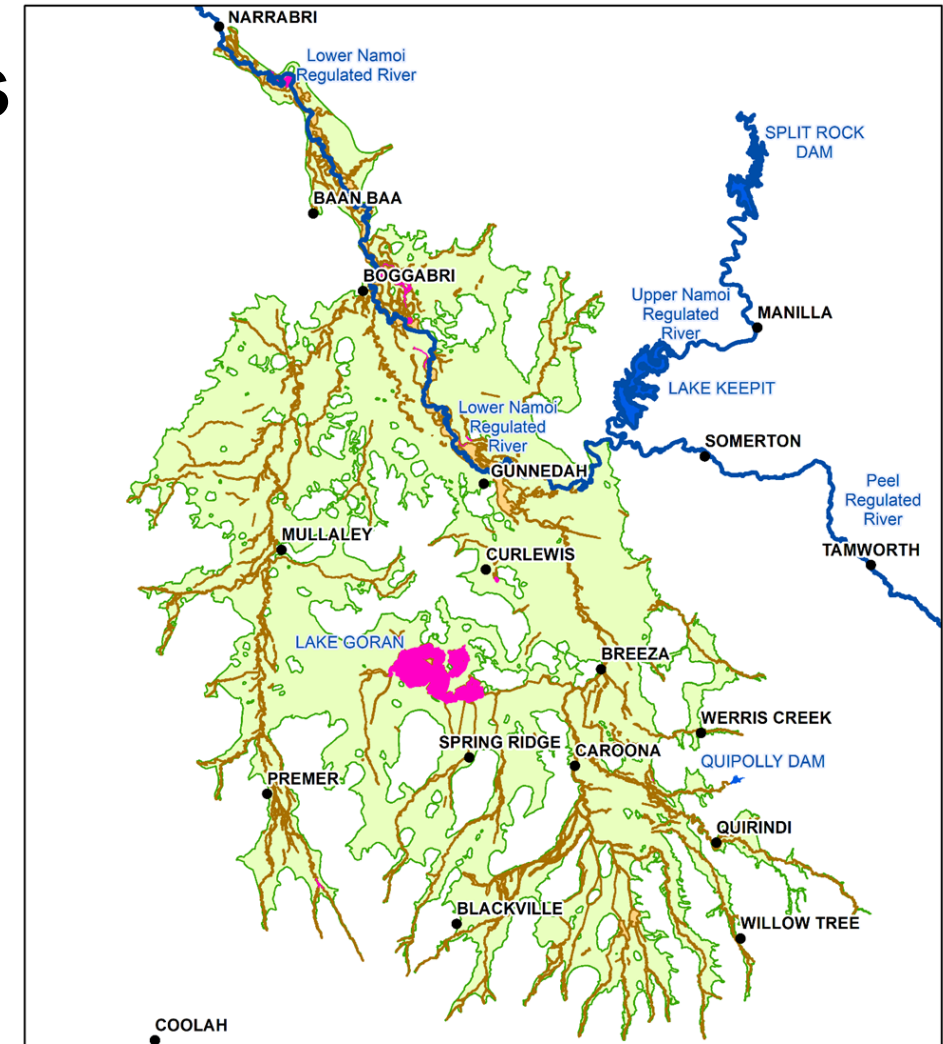 NARRABRI
Lower Namoi
Regulated River
S
SPLIT ROCK
DAM
BAAN BAA
BOGGABRI
Upper Namoi
Regulated
River
MANILLA
LAKE KEEPIT
Lower Namoi
Regulated
River
SOMERTON
GUNNEDAH
Peel
Regulated
River
MULLALEY
TAMWORTH
CURLEWIS
LAKE GORAN
BREEZA
WERRIS CREEK
SPRING RIDGE
CAROONA
QUIPOLLY DAM
PREMER
QUIRINDI
BLACKVILLE
WILLOW TREE
COOLAH